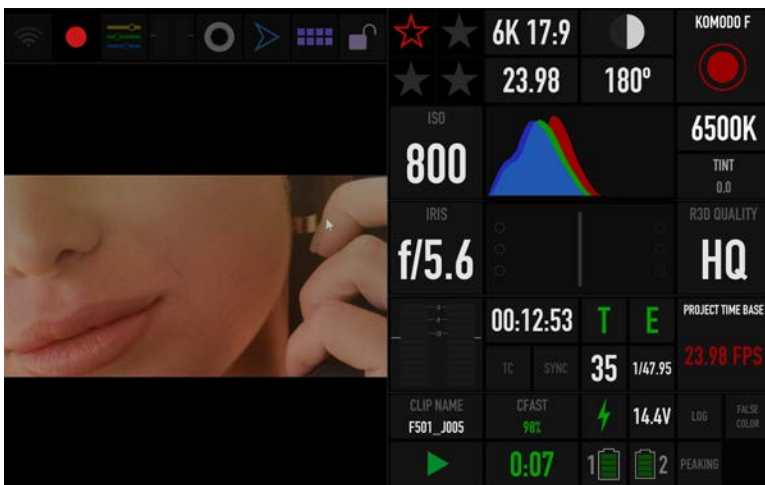 6K 17:9
KOMODO F
23.98
180º
ISO
800
6500K
TINT
0.0
IRIS
f/5.6
R3D QUALITY
HQ
00:12:53
T
E
PROJECT TIME BASE
23.98 FPS
TC
SYNC
35
1/47.95
CLIP NAME
F501_J005
CFAST
98%
14.4V
LOG
FALSE
COLOR
0:07
1
2
PEAKING